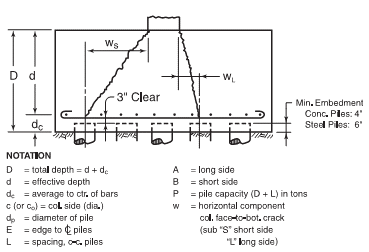 wS
D
d
wL
3" Clear
dc
Min. Embedment
Conc. Piles: 4"
Steel Piles: 6"
NOTATION
D = total depth = d + dc
d = effective depth
dc = average to ctr. of bars
c (or co) = col. side (dia.)
dp = diameter of pile
E = edge to ℄ piles
L = spacing, c-c. piles
A = long side
B = short side
P = pile capacity (D + L) in tons
w = horizontal component
col. face-to-bot. crack
(sub "S" short side
"L" long side)